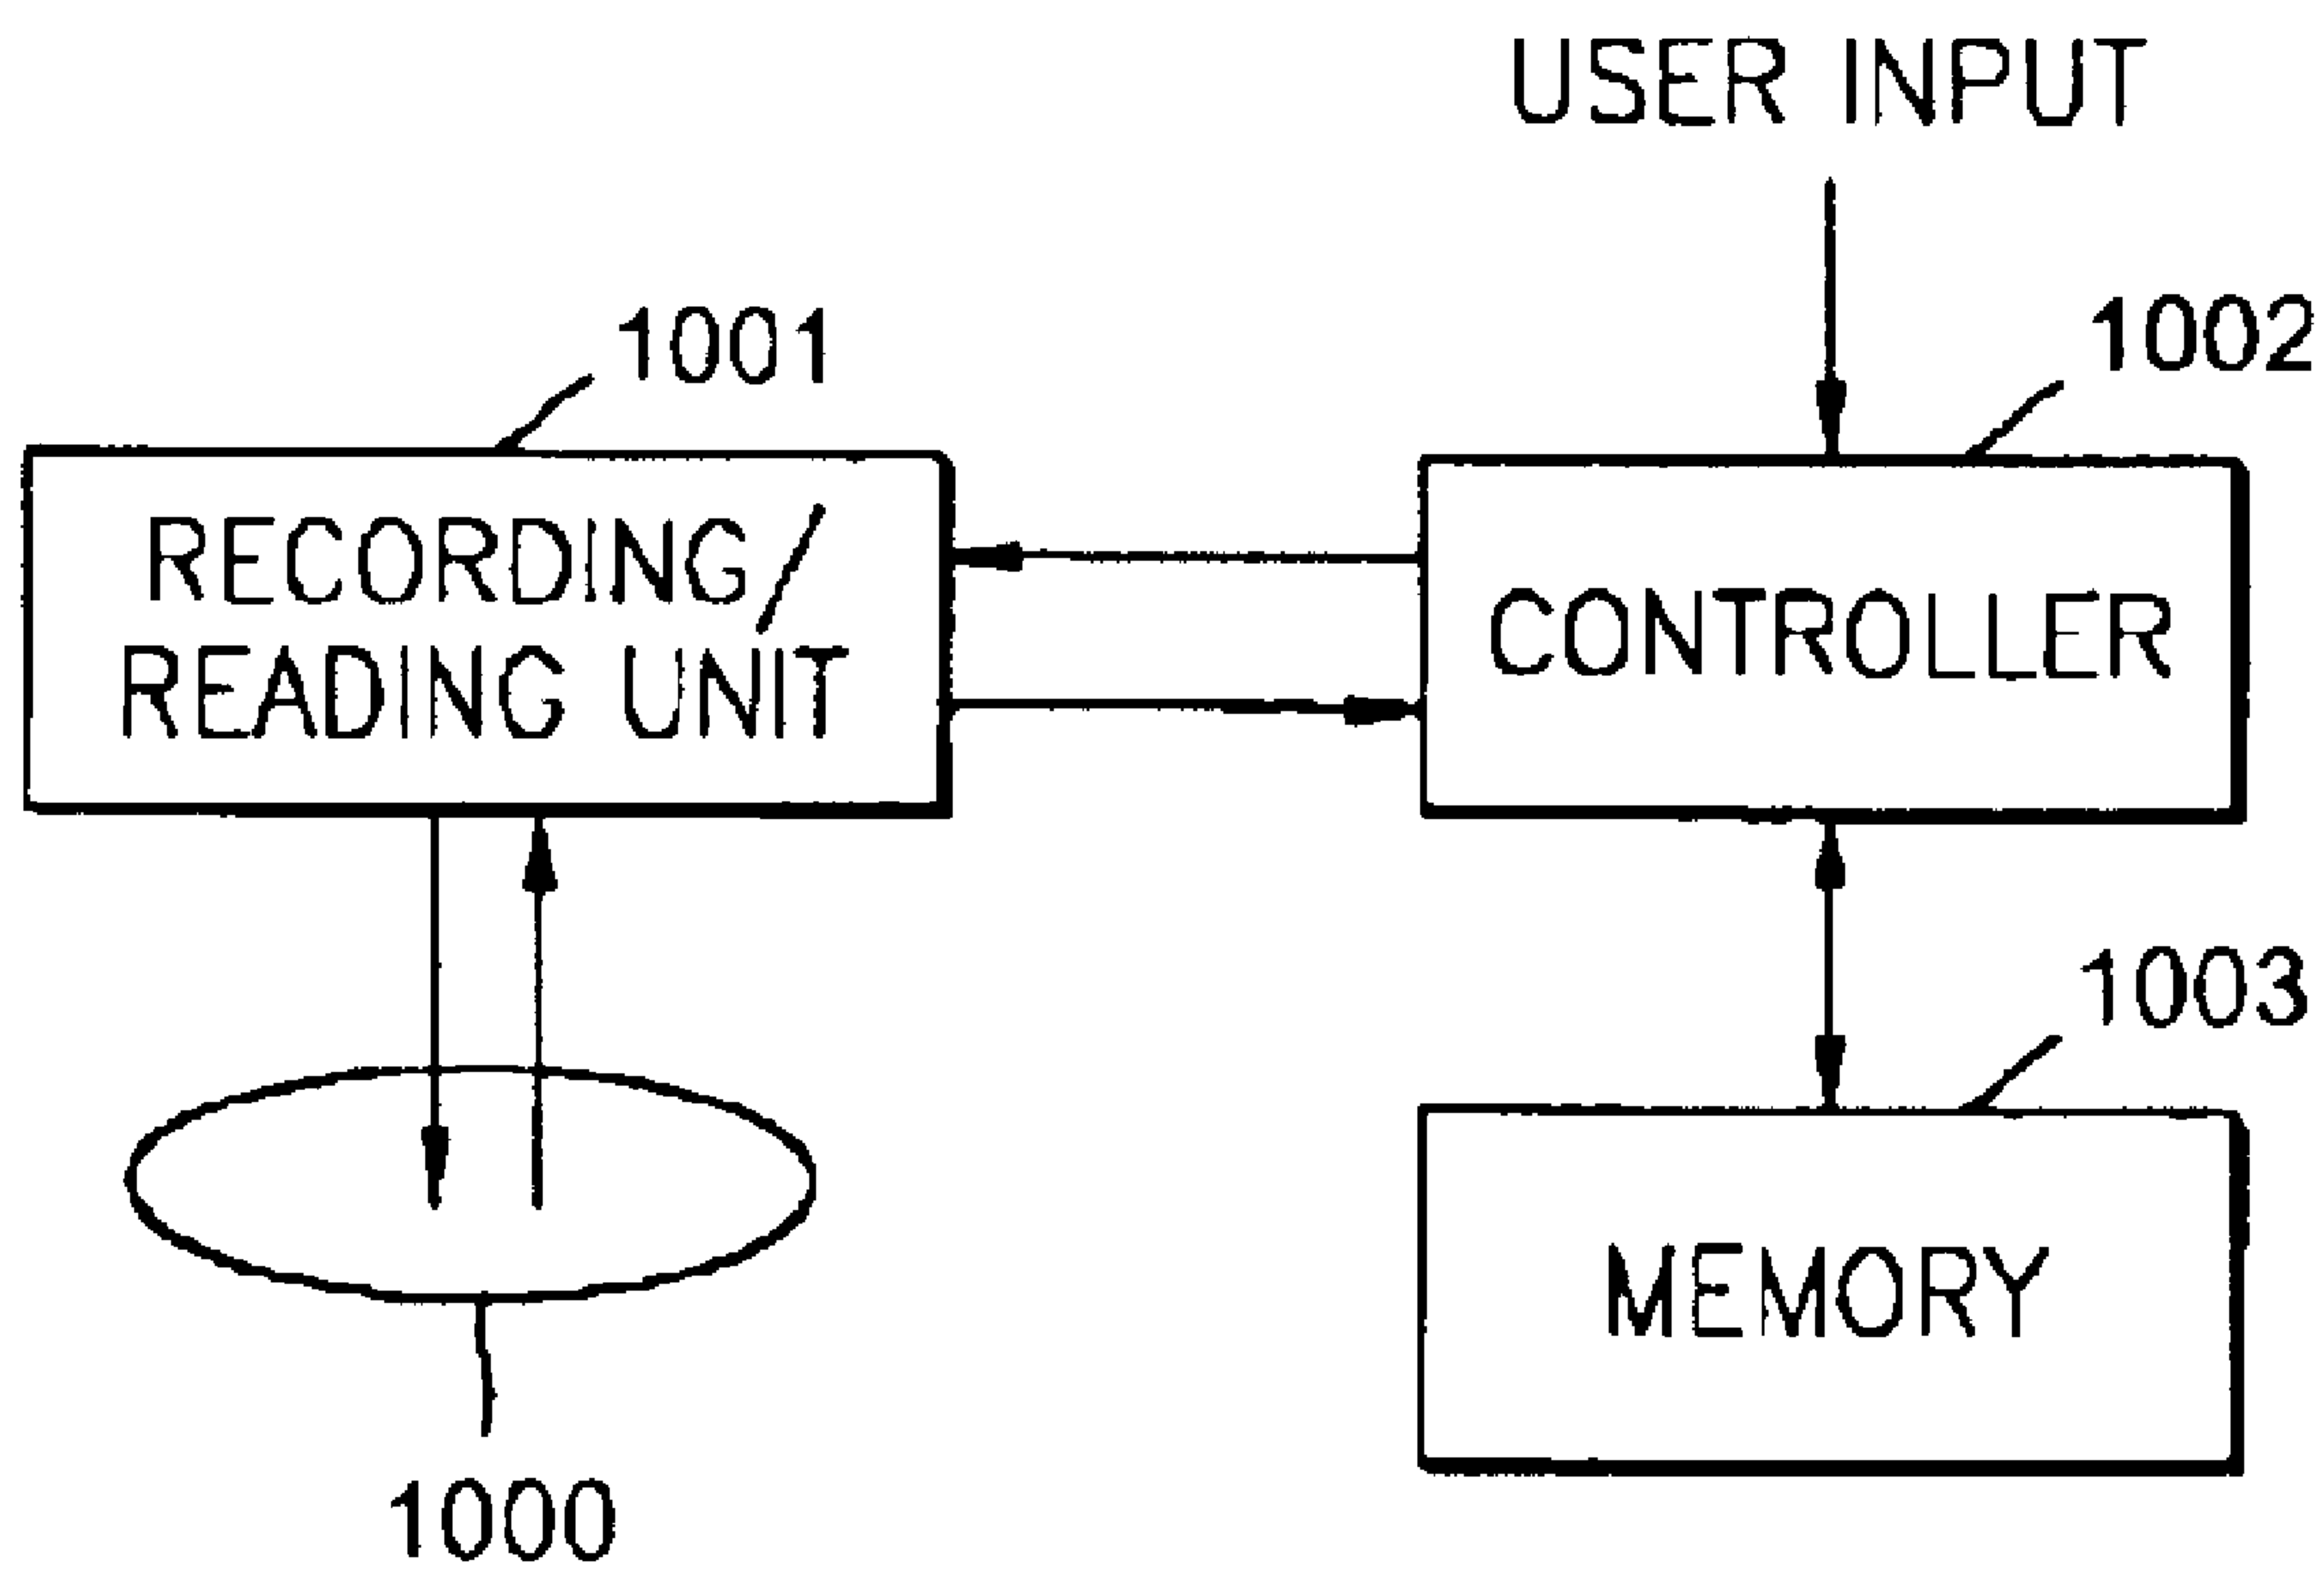 USER INPUT
1001
1002
RECORDING/
READING UNIT
CONTROLLER
1003
MEMORY
1000